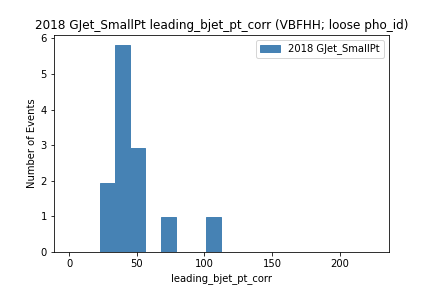 2018 GJet_SmallPt leading_bjet_pt_corr (VBFHH; loose pho_id)
2018 GJet_SmallPt
Number of Events
6
5
4
3
2
1
0
0 50 100 150 200
leading_bjet_pt_corr